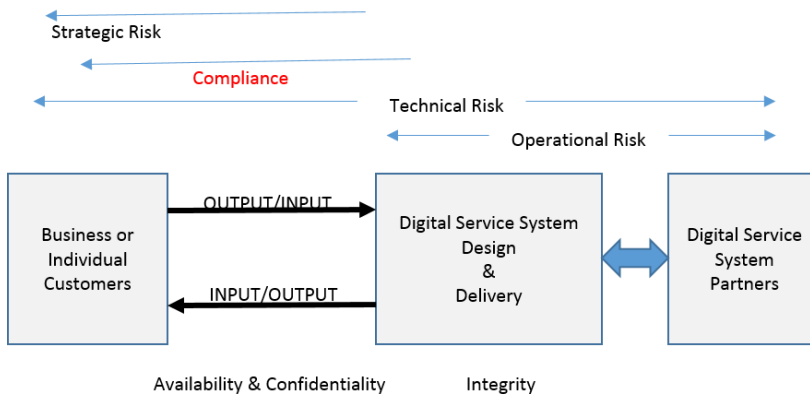 Strategic Risk
Compliance
Technical Risk
Operational Risk
OUTPUT/INPUT
Business or
Individual
Customers
INPUT/OUTPUT
Digital Service System
Design
&
Delivery
Digital Service
System
Partners
Availability & Confidentiality
Integrity